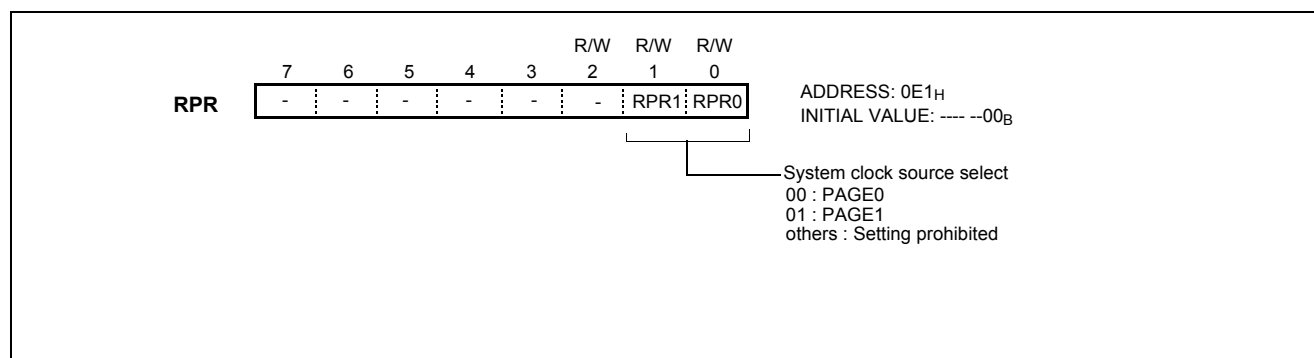 R/W R/W R/W
7 6 5 4 3 2 1 0
RPR - - - - - - RPR1 RPR0
ADDRESS: 0E1H
INITIAL VALUE: ---- --00B
System clock source select
00 : PAGE0
01 : PAGE1
others : Setting prohibited